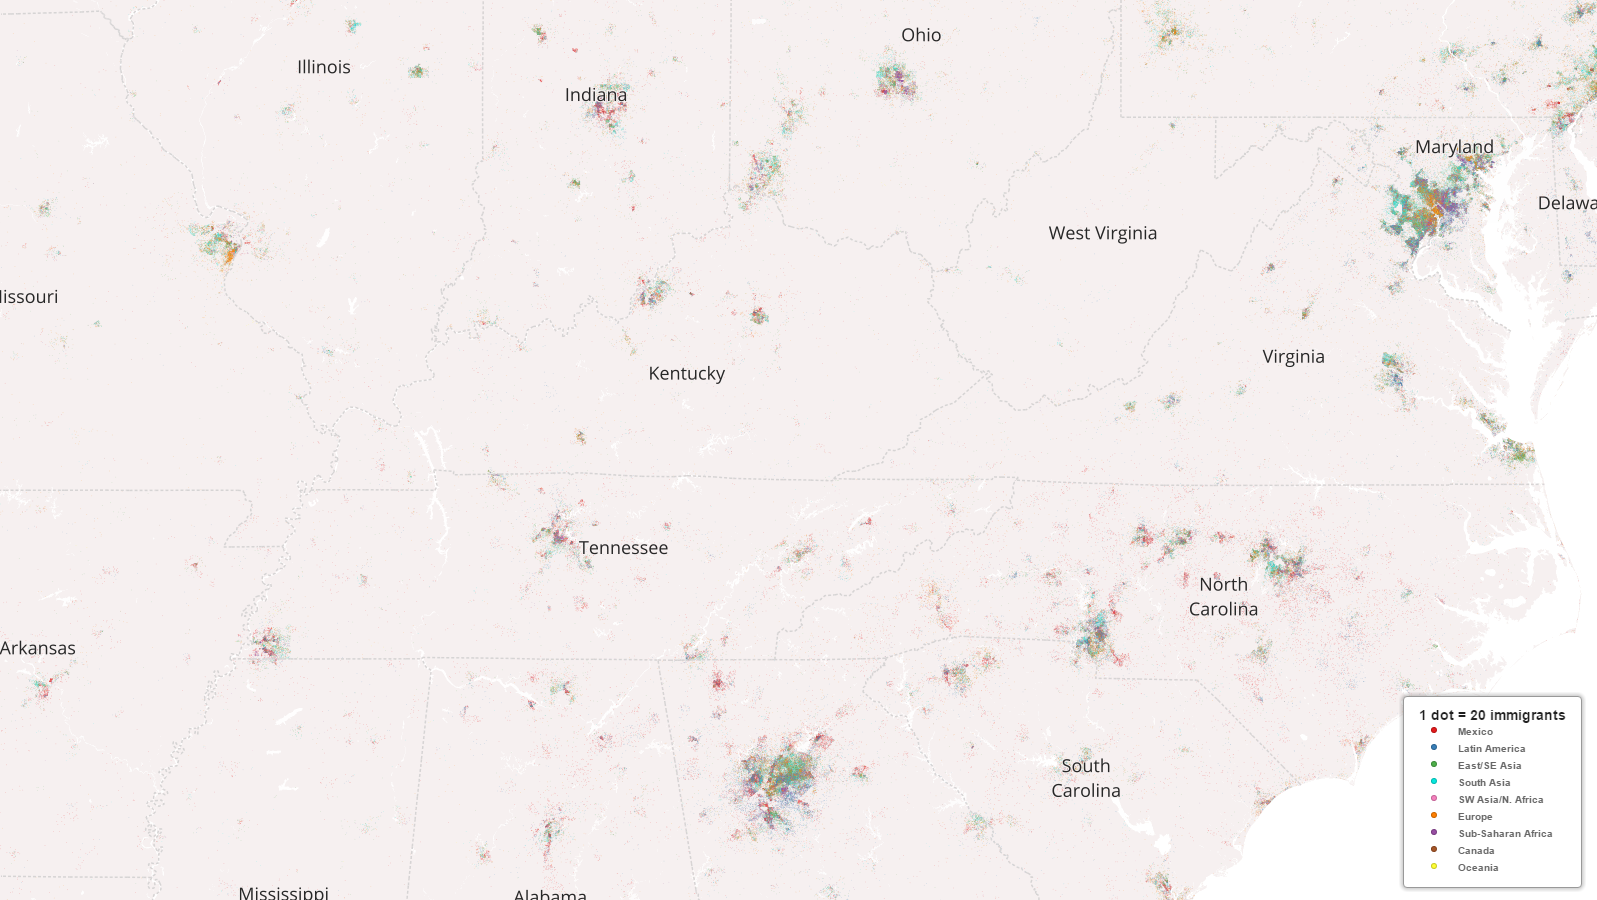 Ohio
Illinois
Indiana
Maryland
Delawa
West Virginia
lissouri
Virginia
Kentucky
Tennessee
North
Carolina
Arkansas
South
Carolina
Mississippi
Alabama
1 dot = 20 immigrants
Mexico
Latin America
East/SE Asia
South Asia
SW Asia/N. Africa
Europe
Sub-Saharan Africa
Canada
Oceania